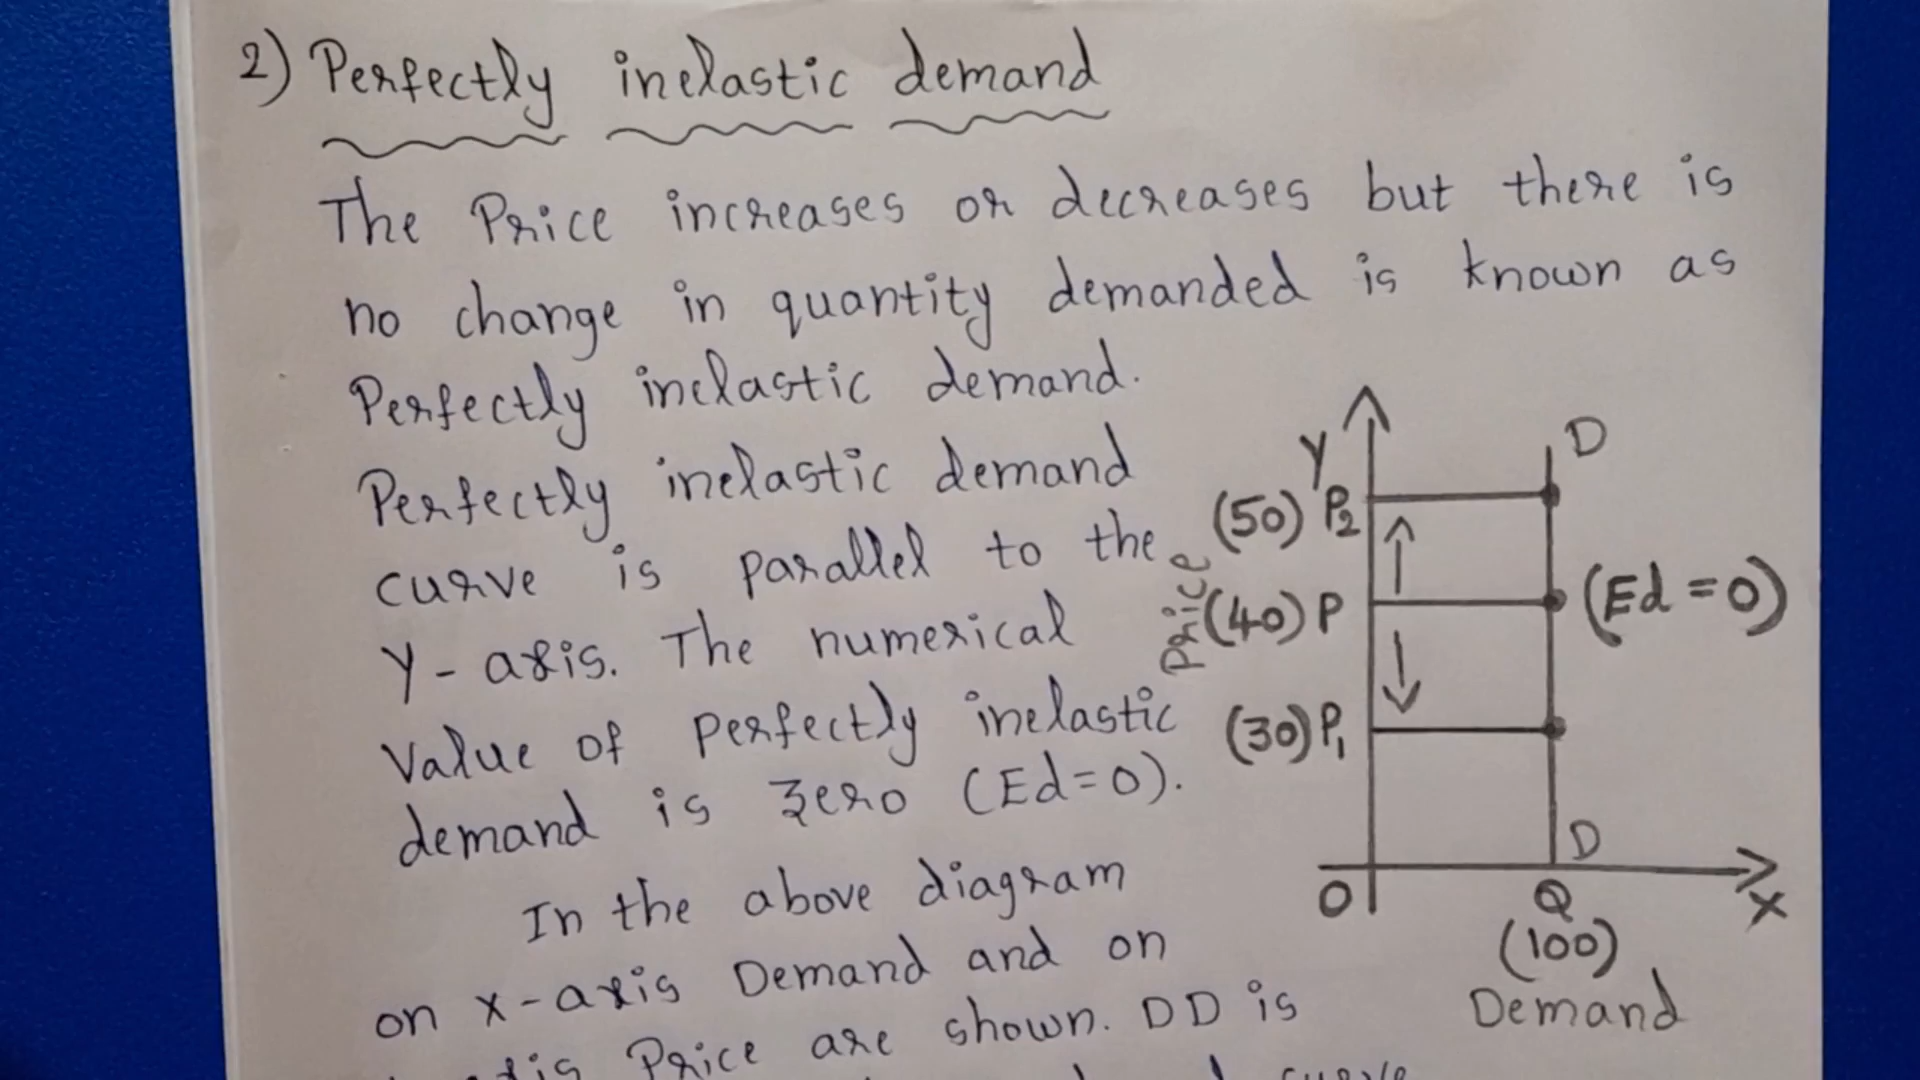 2) Perfectly inelastic demand
The Price increases or decreases but there is
no change in quantity demanded is known as
Perfectly inelastic demand.
Perfectly inelastic demand
curve is parallel to the
Y-axis. The numerical
Value of perfectly inelastic
demand is zero (Ed=0).
In the above diagram
on x-axis Demand and on
axis Price are shown. DD is
curve
Y
D
(50) P2
Price
(40) P
(Ed=0)
(30) P1
D
O
Q
X
(100)
Demand